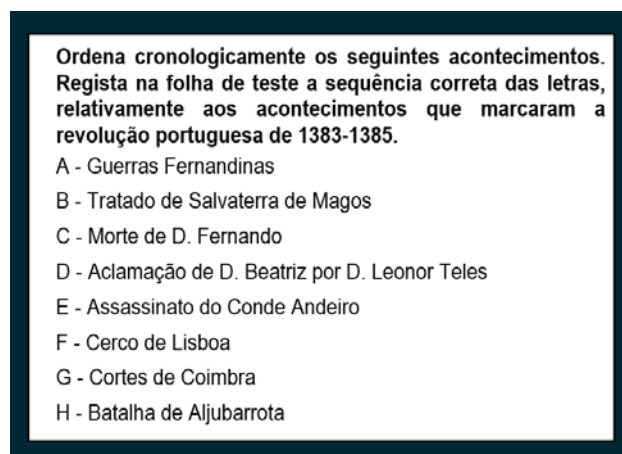 Ordena cronologicamente os seguintes acontecimentos.
Regista na folha de teste a sequência correta das letras,
relativamente aos acontecimentos que marcaram a
revolução portuguesa de 1383-1385.
A - Guerras Fernandinas
B - Tratado de Salvaterra de Magos
C - Morte de D. Fernando
D - Aclamação de D. Beatriz por D. Leonor Teles
E - Assassinato do Conde Andeiro
F - Cerco de Lisboa
G - Cortes de Coimbra
H - Batalha de Aljubarrota